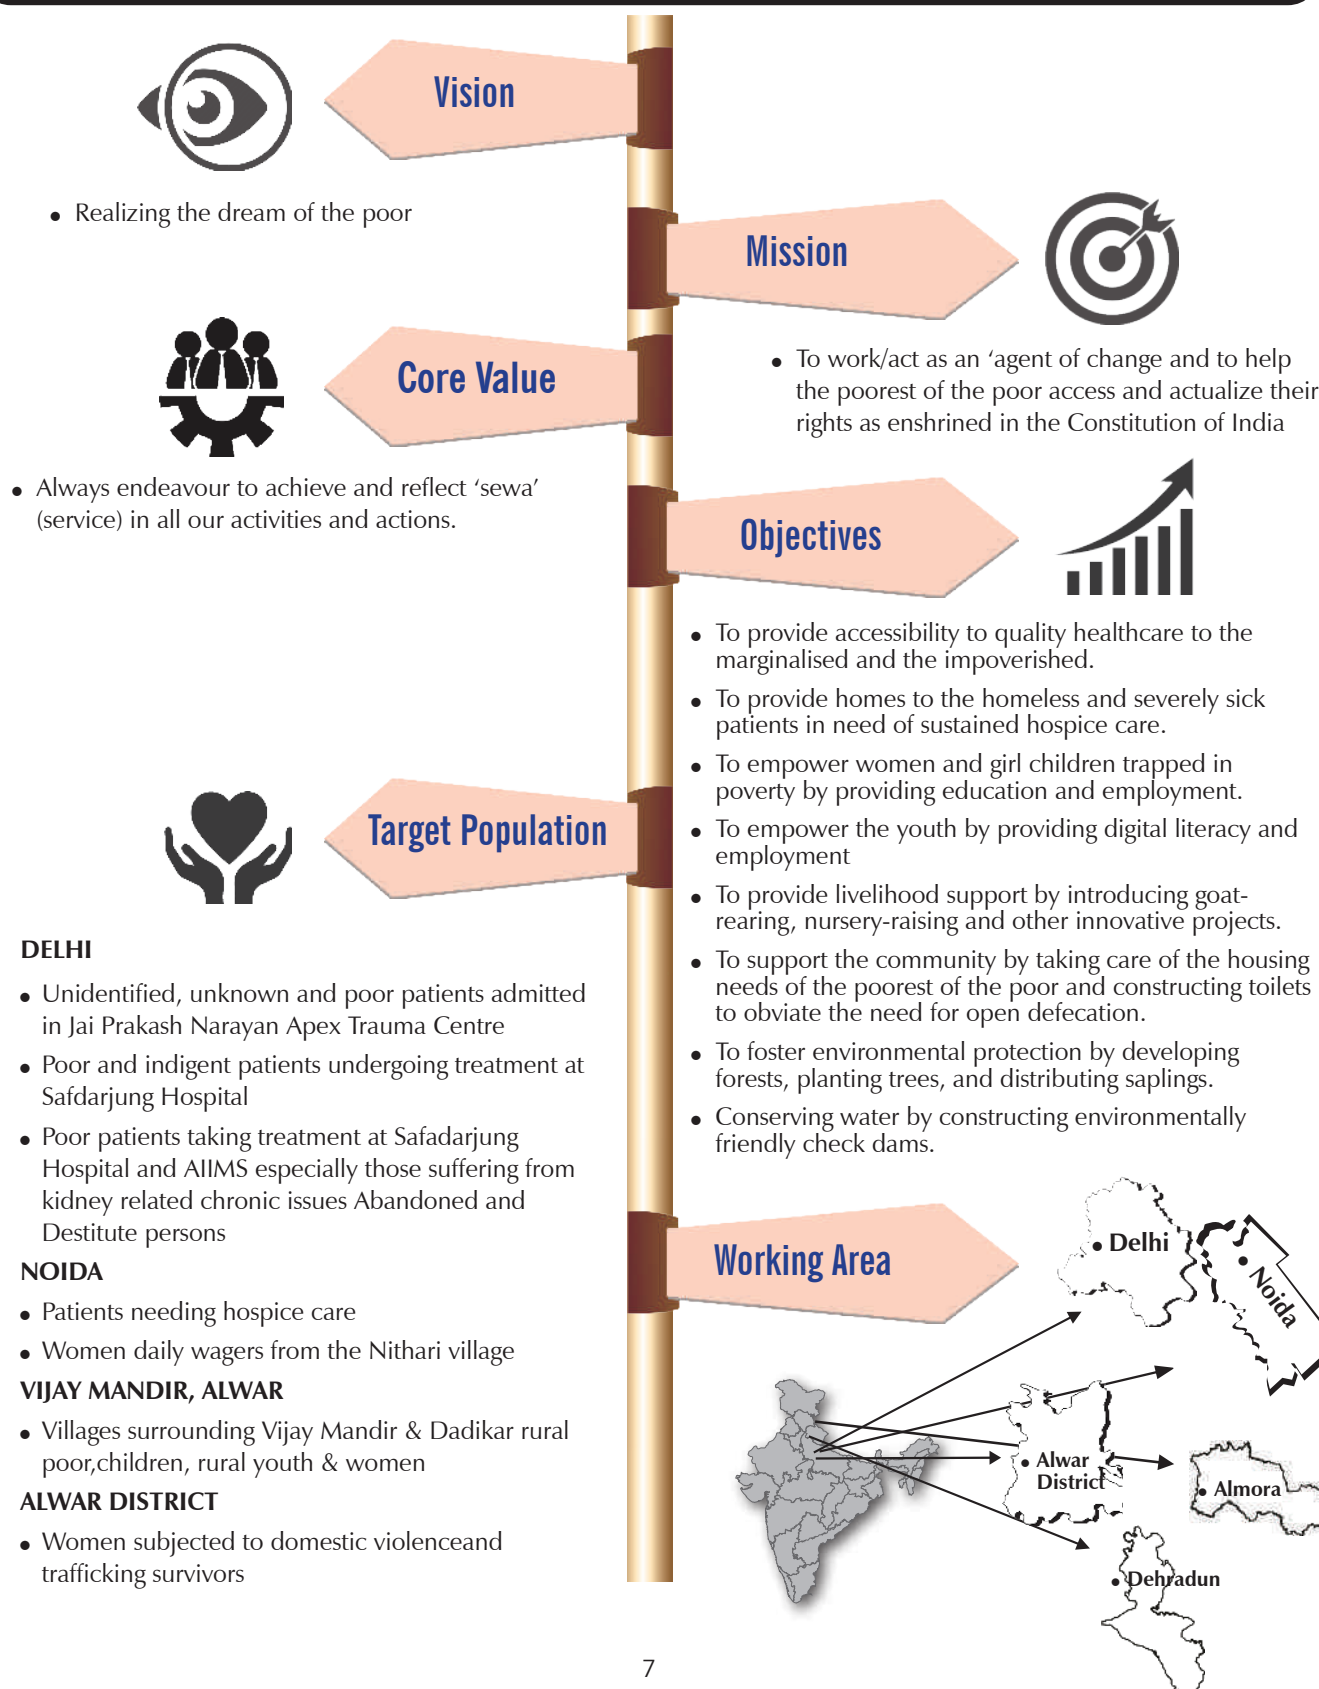 Vision
• Realizing the dream of the poor
Mission
• To work/act as an ‘agent of change and to help
the poorest of the poor access and actualize their
rights as enshrined in the Constitution of India
Core Value
• Always endeavour to achieve and reflect ‘sewa’
(service) in all our activities and actions.
Objectives
• To provide accessibility to quality healthcare to the
marginalised and the impoverished.
• To provide homes to the homeless and severely sick
patients in need of sustained hospice care.
• To empower women and girl children trapped in
poverty by providing education and employment.
• To empower the youth by providing digital literacy and
employment
• To provide livelihood support by introducing goat-
rearing, nursery-raising and other innovative projects.
• To support the community by taking care of the housing
needs of the poorest of the poor and constructing toilets
to obviate the need for open defecation.
• To foster environmental protection by developing
forests, planting trees, and distributing saplings.
• Conserving water by constructing environmentally
friendly check dams.
Target Population
DELHI
• Unidentified, unknown and poor patients admitted
in Jai Prakash Narayan Apex Trauma Centre
• Poor and indigent patients undergoing treatment at
Safdarjung Hospital
• Poor patients taking treatment at Safadarjung
Hospital and AIIMS especially those suffering from
kidney related chronic issues Abandoned and
Destitute persons
NOIDA
• Patients needing hospice care
• Women daily wagers from the Nithari village
VIJAY MANDIR, ALWAR
• Villages surrounding Vijay Mandir & Dadikar rural
poor,children, rural youth & women
ALWAR DISTRICT
• Women subjected to domestic violenceand
trafficking survivors
Working Area
• Delhi
• Noida
• Alwar
District
• Almora
• Dehradun
7